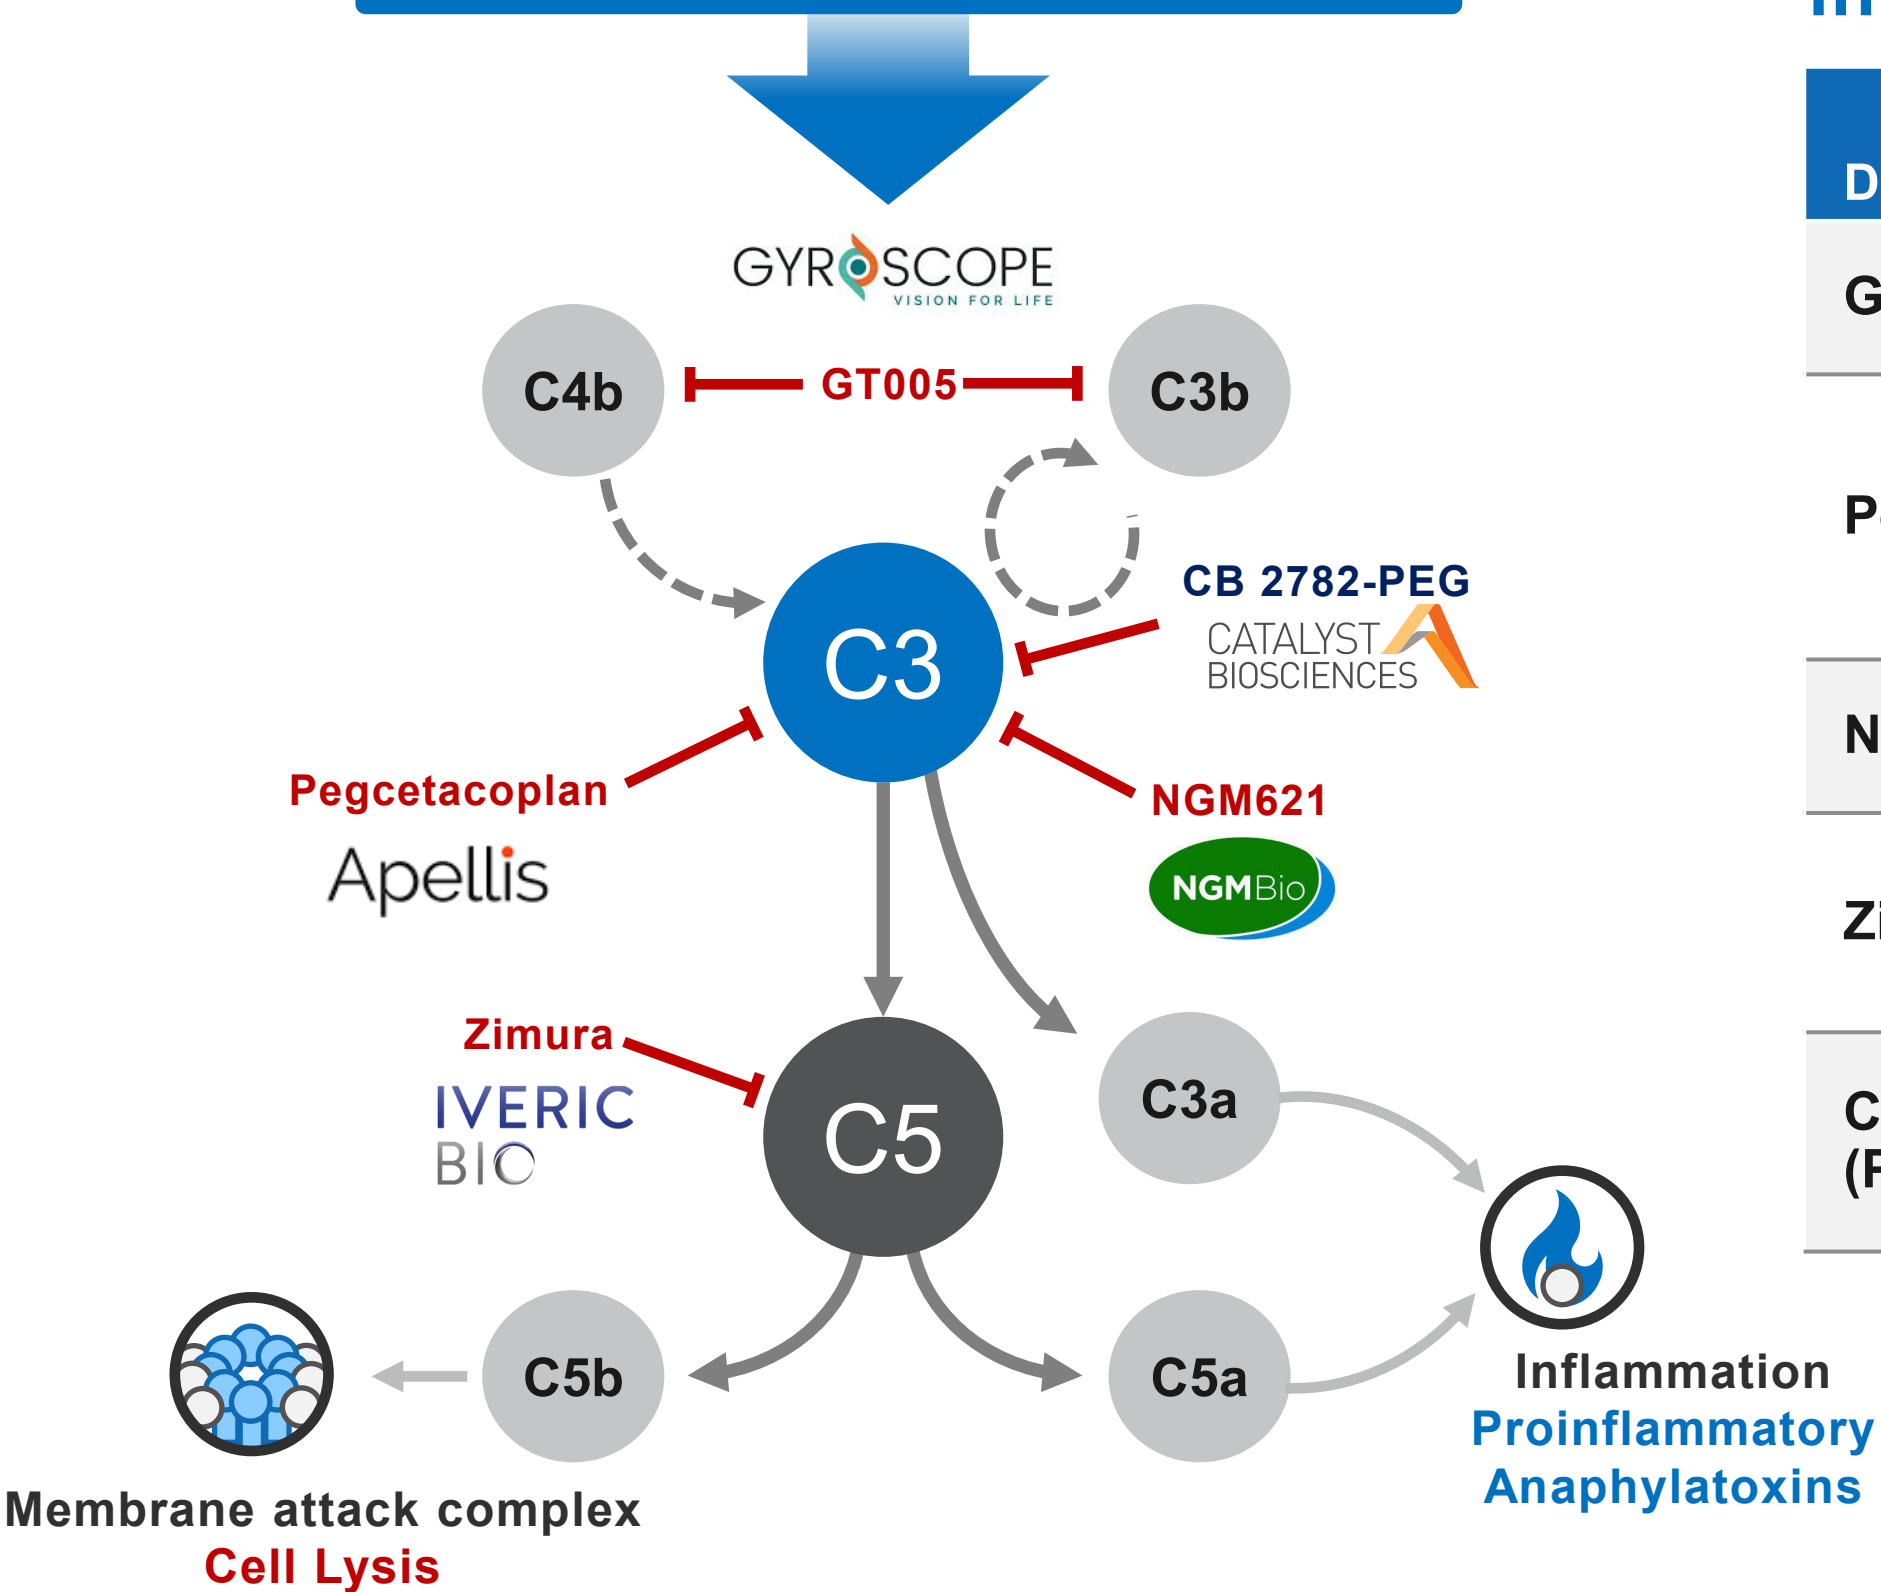 GYROSCOPE
VISION FOR LIFE
C4b
GT005
C3b
CB 2782-PEG
CATALYST
BIOSCIENCES
C3
Pegcetacoplan
Apellis
NGM621
NGMBio
Zimura
IVERIC
BIO
C5
C3a
C5b
C5a
Inflammation
Proinflammatory
Anaphylatoxins
Membrane attack complex
Cell Lysis